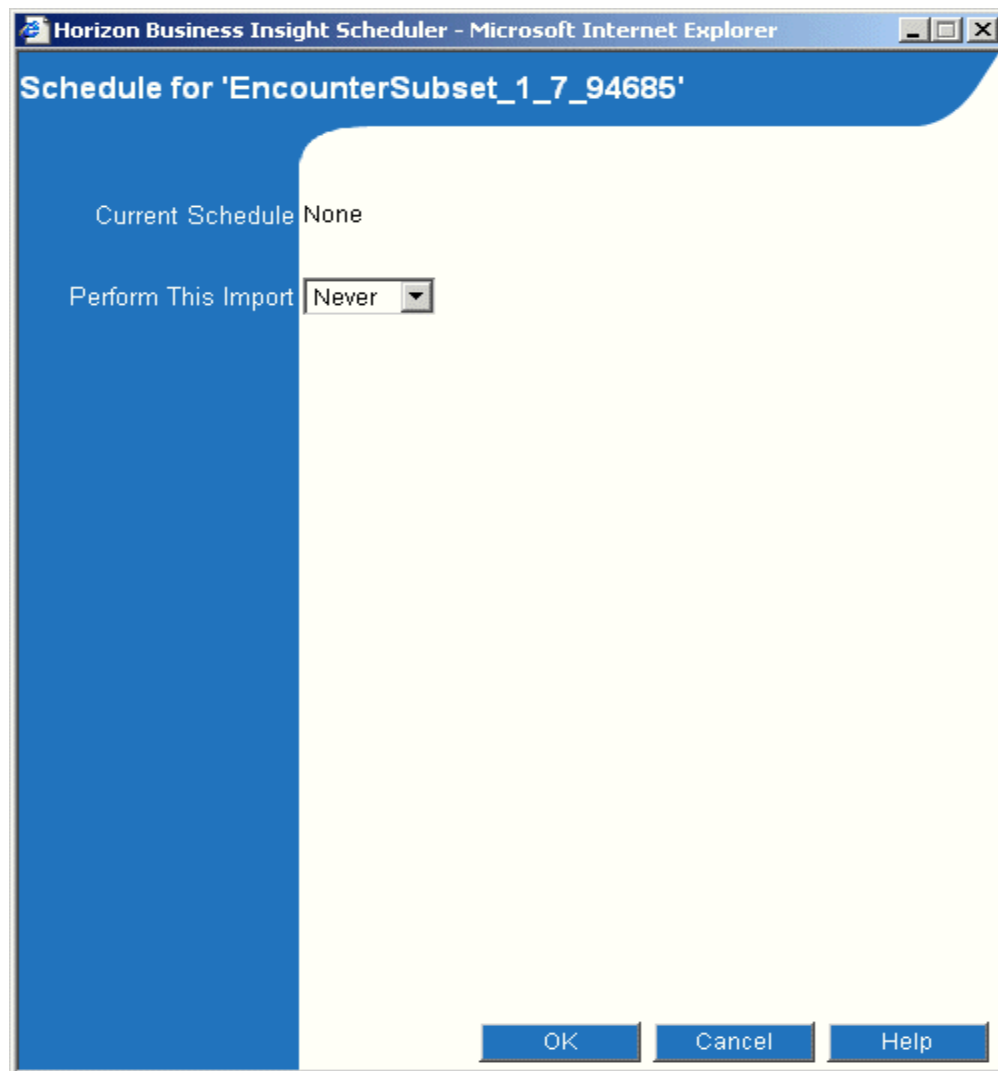 Horizon Business Insight Scheduler - Microsoft Internet Explorer
Schedule for 'EncounterSubset_1_7_94685'
Current Schedule None
Perform This Import Never
OK Cancel Help